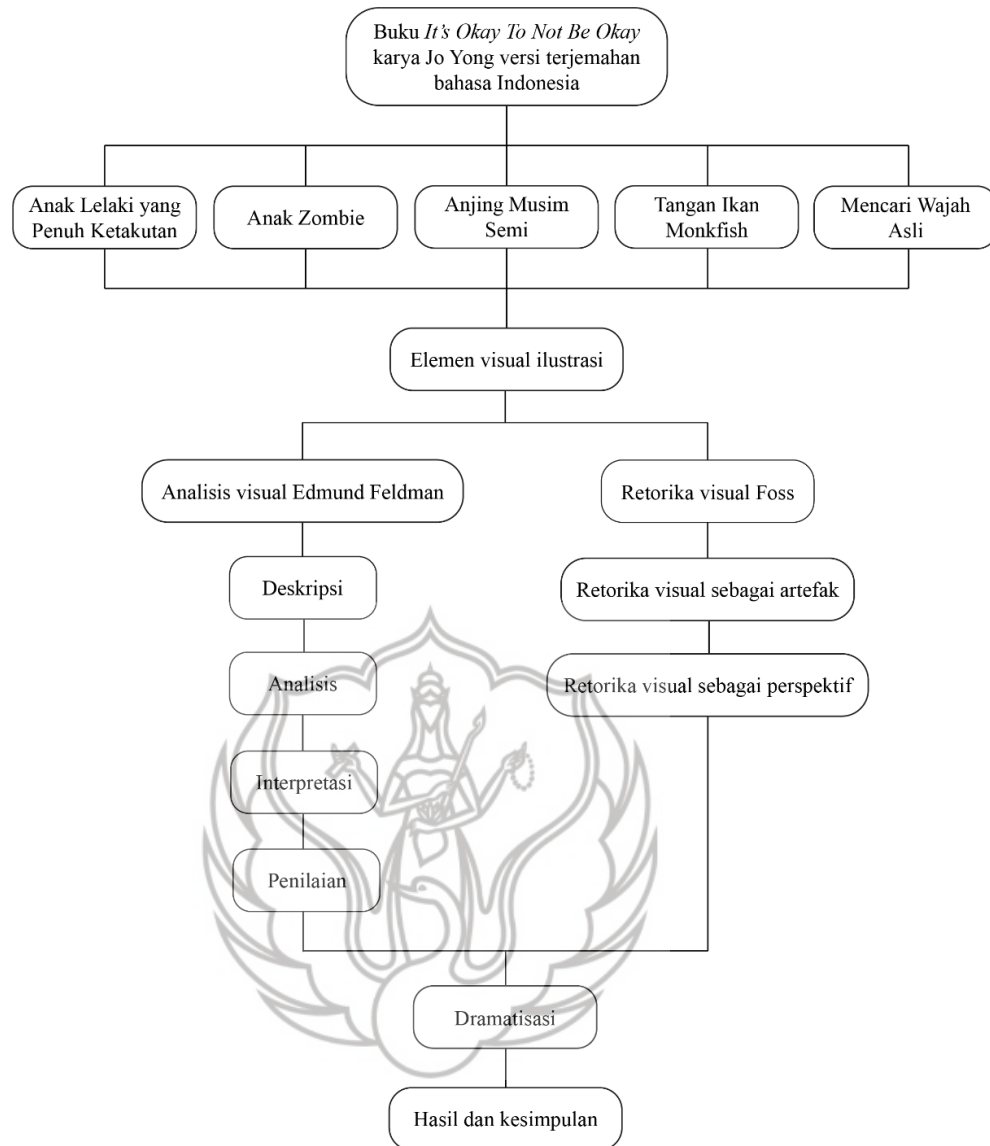 Buku It's Okay To Not Be Okay
karya Jo Yong versi terjemahan
bahasa Indonesia
Anak Lelaki yang
Penuh Ketakutan
Anak Zombie
Anjing Musim
Semi
Tangan Ikan
Monkfish
Mencari Wajah
Asli
Elemen visual ilustrasi
Analisis visual Edmund Feldman
Retorika visual Foss
Deskripsi
Retorika visual sebagai artefak
Analisis
Retorika visual sebagai perspektif
Interpretasi
Penilaian
Dramatisasi
Hasil dan kesimpulan